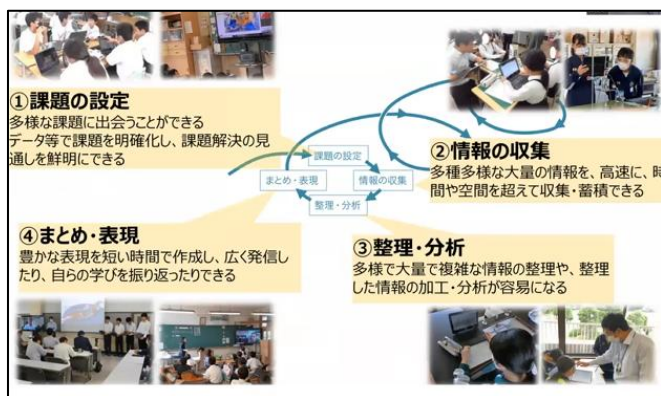 ①課題の設定
多様な課題に出会うことができる
データ等で課題を明確化し、課題解決の見
通しを鮮明にできる
課題の設定
まとめ・表現
情報の収集
整理・分析
②情報の収集
多種多様な大量の情報を、高速に、時
間や空間を超えて収集・蓄積できる
④まとめ・表現
豊かな表現を短い時間で作成し、広く発信し
たり、自らの学びを振り返ったりできる
③整理・分析
多様で大量で複雑な情報の整理や、整理
した情報の加工・分析が容易になる